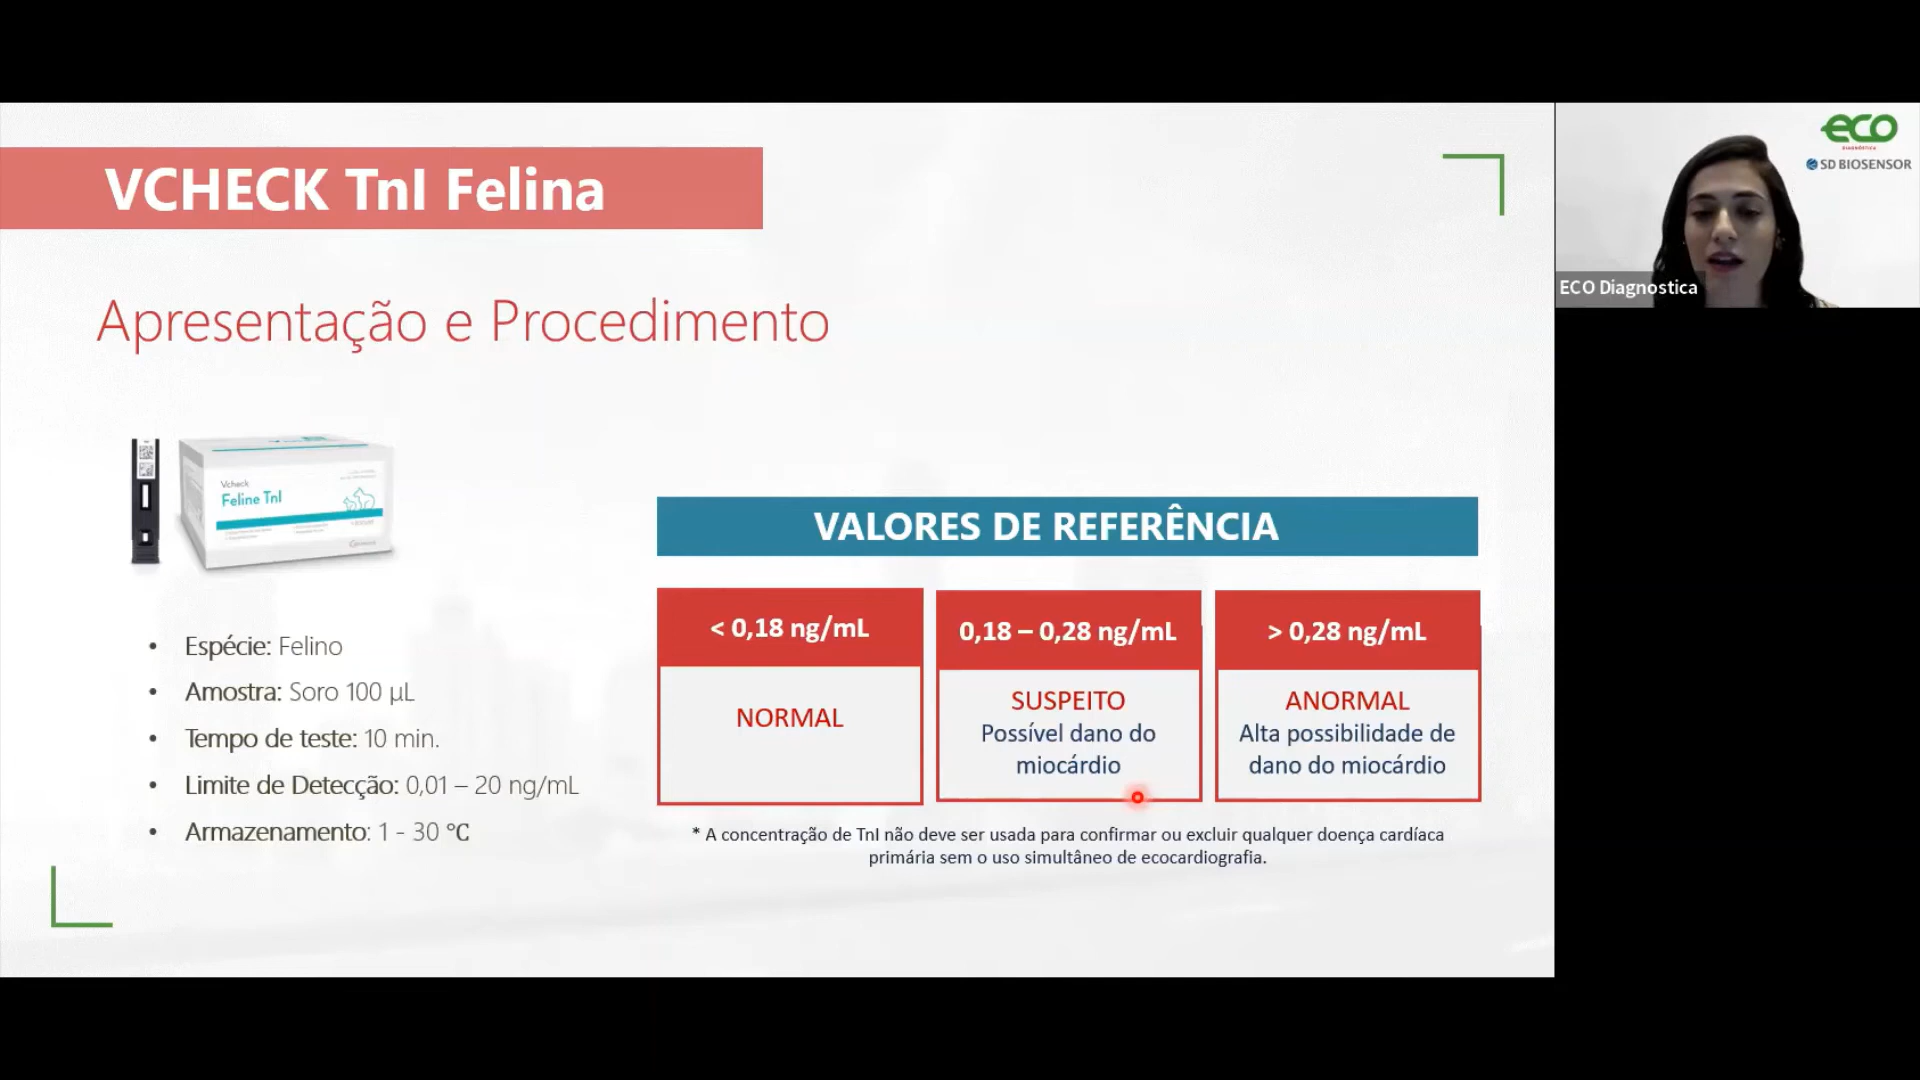 VCHECK TnI Felina
Apresentação e Procedimento
Vcheck
Feline TnI
• Espécie: Felino
• Amostra: Soro 100 µL
• Tempo de teste: 10 min.
• Limite de Detecção: 0,01 – 20 ng/mL
• Armazenamento: 1 - 30 °C
VALORES DE REFERÊNCIA
< 0,18 ng/mL
NORMAL
0,18 – 0,28 ng/mL
SUSPEITO
Possível dano do
miocárdio
> 0,28 ng/mL
ANORMAL
Alta possibilidade de
dano do miocárdio
* A concentração de TnI não deve ser usada para confirmar ou excluir qualquer doença cardíaca
primária sem o uso simultâneo de ecocardiografia.
eco
DIAGNÓSTICA
SD BIOSENSOR
ECO Diagnostica